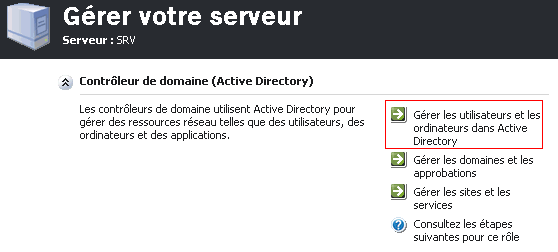 Gérer votre serveur
Serveur : SRV
Contrôleur de domaine (Active Directory)
Les contrôleurs de domaine utilisent Active Directory pour
gérer des ressources réseau telles que des utilisateurs, des
ordinateurs et des applications.
Gérer les utilisateurs et les
ordinateurs dans Active
Directory
Gérer les domaines et les
approbations
Gérer les sites et les
services
Consultez les étapes
suivantes pour ce rôle